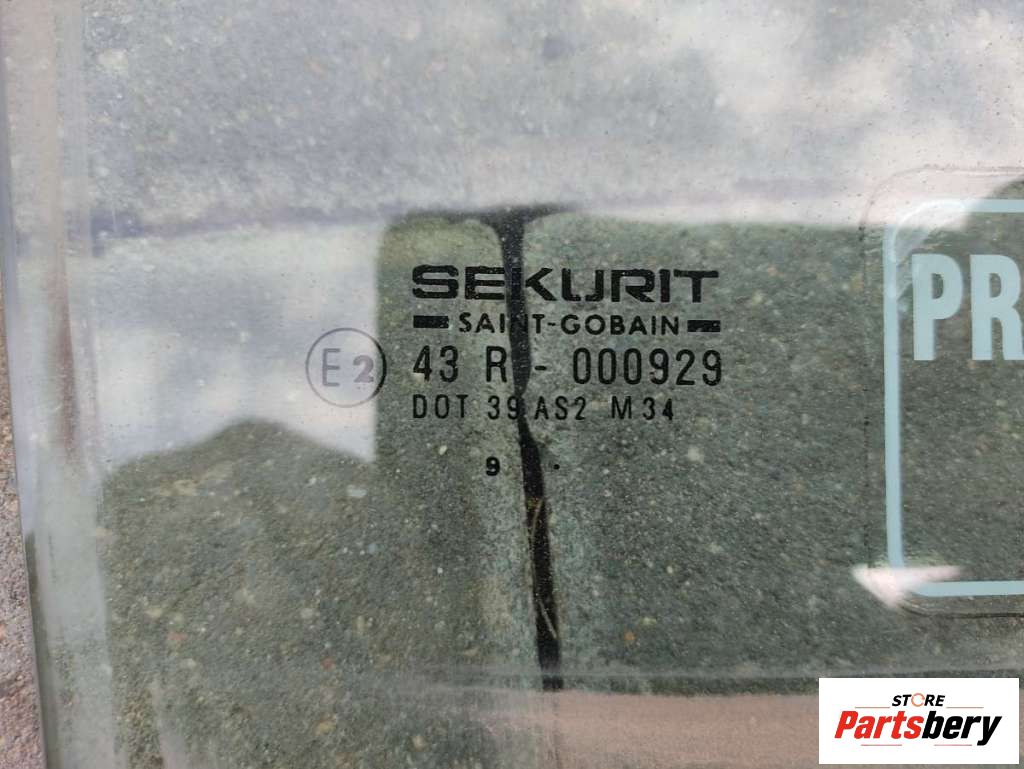 SEKURIT
SAINT-GOBAIN
E2 43 R - 000929
DOT 39 AS2 M34
9 .
PR
STORE
Partsbery